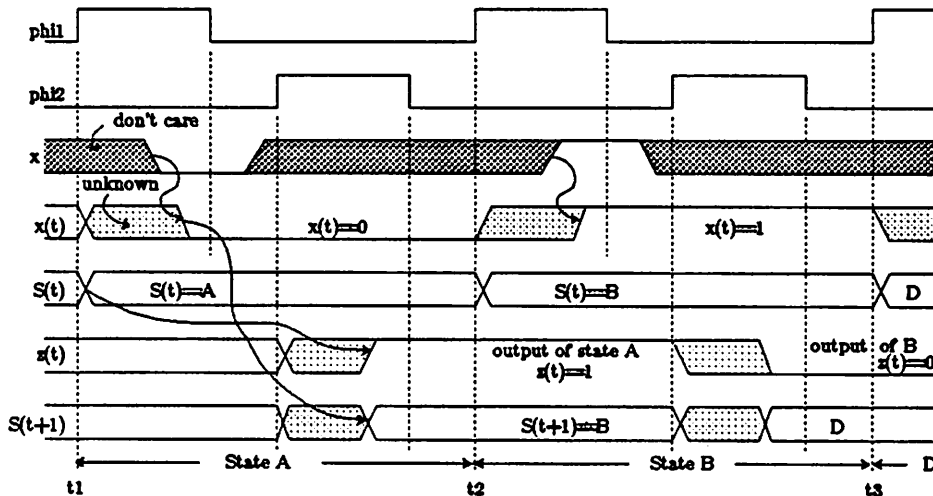 phi1
phi2
don't care
x
unknown
x(t)
x(t)==0
x(t)==1
S(t)
S(t)==A
S(t)==B
D
z(t)
output of state A
z(t)==1
output of B
z(t)==0
S(t+1)
S(t+1)==B
D
State A
State B
D
t1
t2
t3